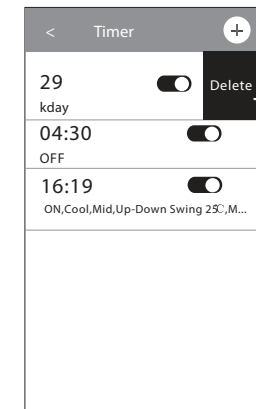 < Timer +
29 Delete
kday
04:30
OFF
16:19
ON,Cool,Mid,Up-Down Swing 25℃,M...